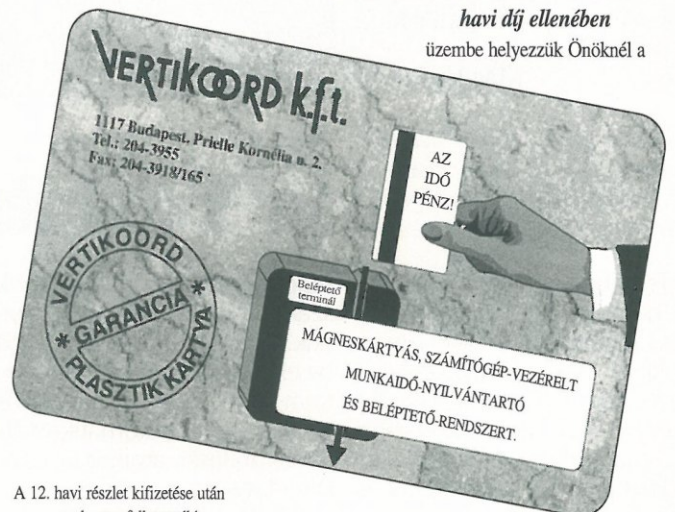 havi díj ellenében
üzembe helyezzük Önöknél a
VERTIKOORD k.f.t.
1117 Budapest, Prielle Kornélia u. 2.
Tel.: 204-3955
Fax: 204-3918/165
AZ
IDŐ
PÉNZ!
VERTIKOORD
* GARANCIA *
PLASZTIK KÁRTYA
Beléptető
terminál
MÁGNESKÁRTYÁS, SZÁMÍTÓGÉP-VEZÉRELT
MUNKAIDŐ-NYILVÁNTARTÓ
ÉS BELÉPTETŐ-RENDSZERT.
A 12. havi részlet kifizetése után